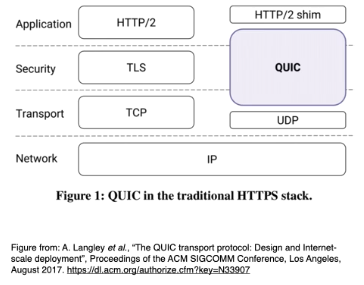 Application HTTP/2 HTTP/2 shim
Security TLS QUIC
Transport TCP UDP
Network IP
Figure 1: QUIC in the traditional HTTPS stack.
Figure from: A. Langley et al., “The QUIC transport protocol: Design and Internet-
scale deployment”, Proceedings of the ACM SIGCOMM Conference, Los Angeles,
August 2017. https://dl.acm.org/authorize.cfm?key=N33907